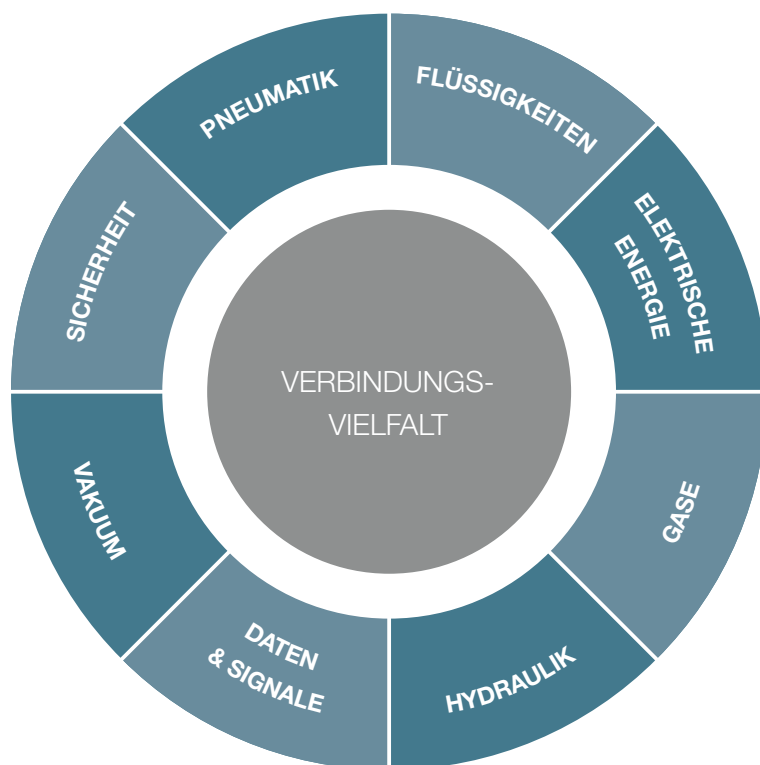 PNEUMATIK
FLÜSSIGKEITEN
ELEKTRISCHE
ENERGIE
GASE
HYDRAULIK
DATEN
& SIGNALE
VAKUUM
SICHERHEIT
VERBINDUNGS-
VIELFALT